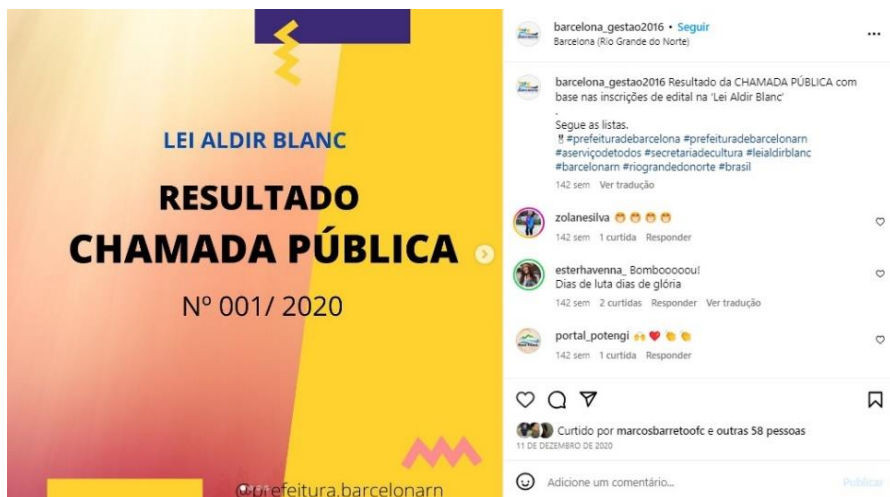 LEI ALDIR BLANC
RESULTADO
CHAMADA PÚBLICA
Nº 001/ 2020
@prefeitura.barcelonarn
barcelona_gestao2016 • Seguir
Barcelona (Rio Grande do Norte)
barcelona_gestao2016 Resultado da CHAMADA PÚBLICA com
base nas inscrições de edital na 'Lei Aldir Blanc'
.
Segue as listas.
#prefeituradebarcelona #prefeituradebarcelonarn
#aserviçodetodos #secretariadecultura #leialdirblanc
#barcelonarn #riograndedonorte #brasil
142 sem Ver tradução
zolanesilva 😷 😷 😷 😷
142 sem 1 curtida Responder
esterhavenna_ Bombooooou!
Dias de luta dias de glória
142 sem 2 curtidas Responder Ver tradução
portal_potengi 🙌 ❤️ 👏 👏
142 sem 1 curtida Responder
Curtido por marcosbarretoofc e outras 58 pessoas
11 DE DEZEMBRO DE 2020
Adicione um comentário...
Publicar